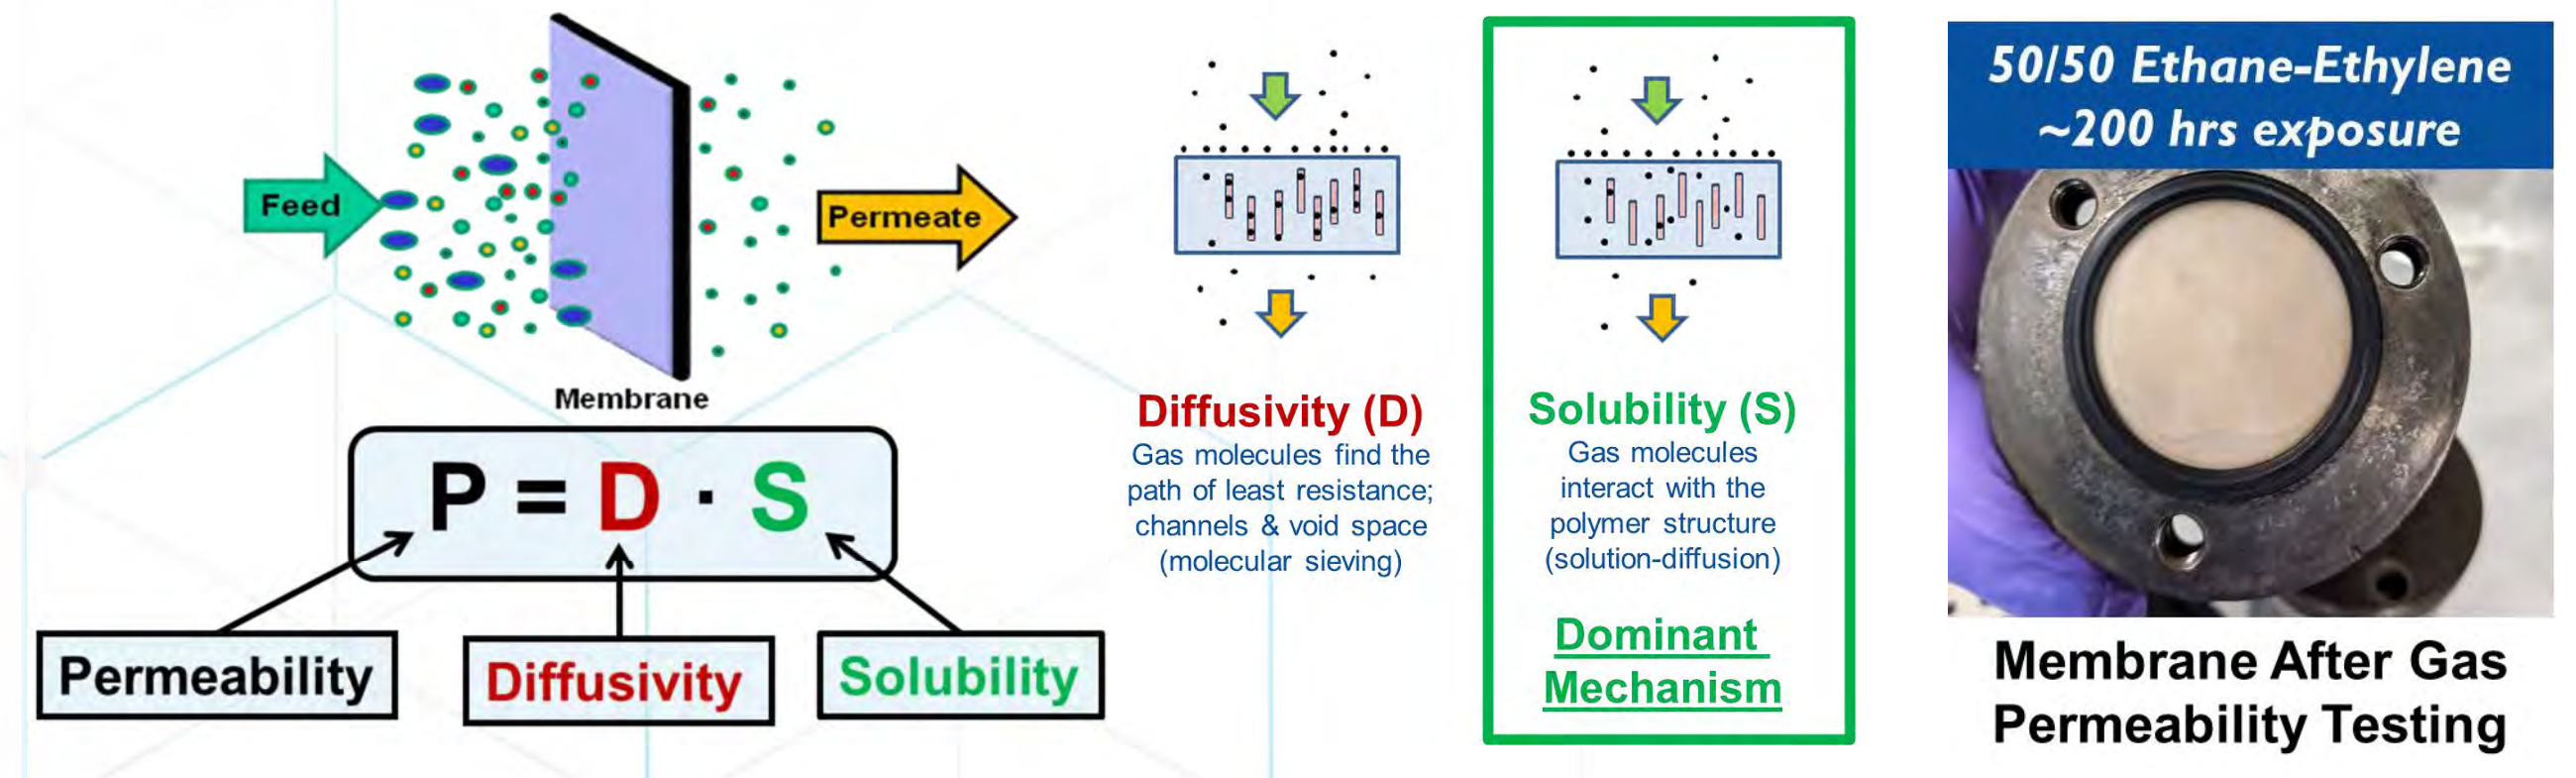 Feed
Permeate
Membrane
P = D · S
Permeability
Diffusivity
Solubility
Diffusivity (D)
Gas molecules find the
path of least resistance;
channels & void space
(molecular sieving)
Solubility (S)
Gas molecules
interact with the
polymer structure
(solution-diffusion)
Dominant
Mechanism
50/50 Ethane-Ethylene
~200 hrs exposure
Membrane After Gas
Permeability Testing